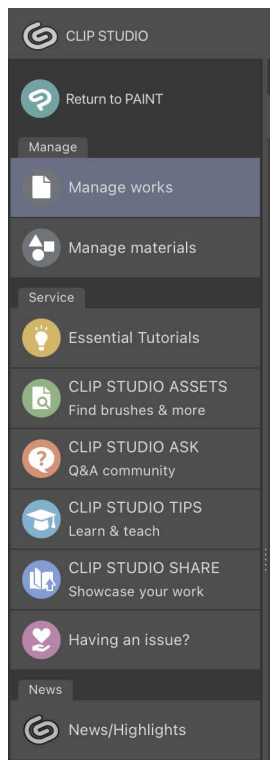 CLIP STUDIO
Return to PAINT
Manage
Manage works
Manage materials
Service
Essential Tutorials
CLIP STUDIO ASSETS
Find brushes & more
CLIP STUDIO ASK
Q&A community
CLIP STUDIO TIPS
Learn & teach
CLIP STUDIO SHARE
Showcase your work
Having an issue?
News
News/Highlights